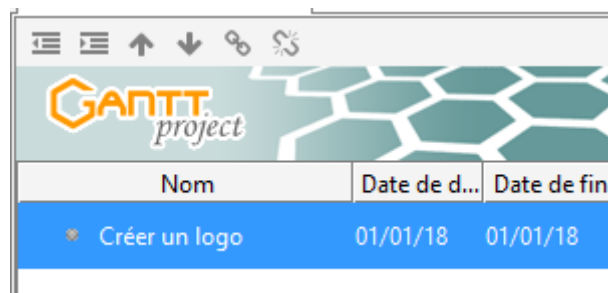 GANTT
project
Nom Date de d... Date de fin
Créer un logo 01/01/18 01/01/18